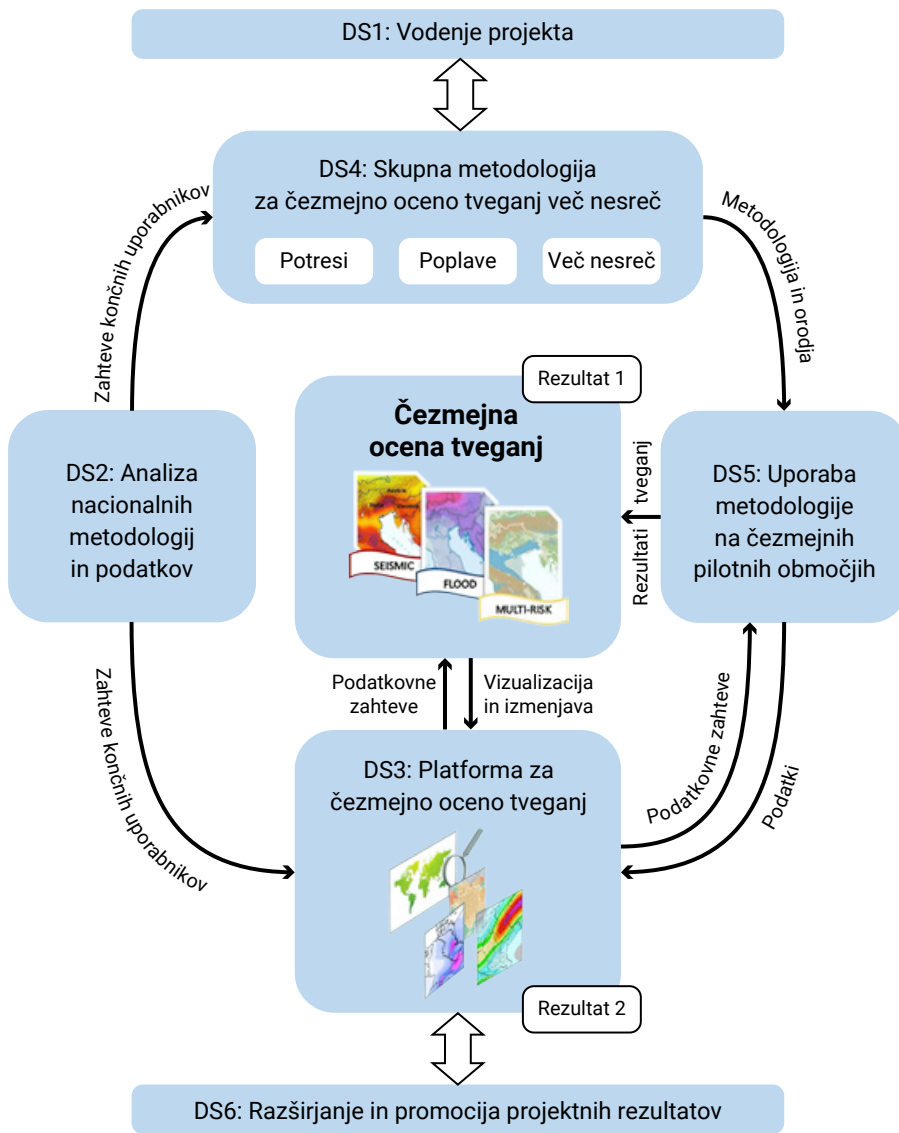 DS1: Vodenje projekta
DS4: Skupna metodologija
za čezmejno oceno tveganj več nesreč
Potresi
Poplave
Več nesreč
Zahteve končnih uporabnikov
Metodologija in orodja
Rezultat 1
Čezmejna
ocena tveganj
SEISMIC
FLOOD
MULTI-RISK
DS2: Analiza
nacionalnih
metodologij
in podatkov
Rezultati tveganj
DS5: Uporaba
metodologije
na čezmejnih
pilotnih območjih
Zahteve končnih uporabnikov
Podatkovne
zahteve
Vizualizacija
in izmenjava
Podatkovne zahteve
Podatki
DS3: Platforma za
čezmejno oceno tveganj
Rezultat 2
DS6: Razširjanje in promocija projektnih rezultatov